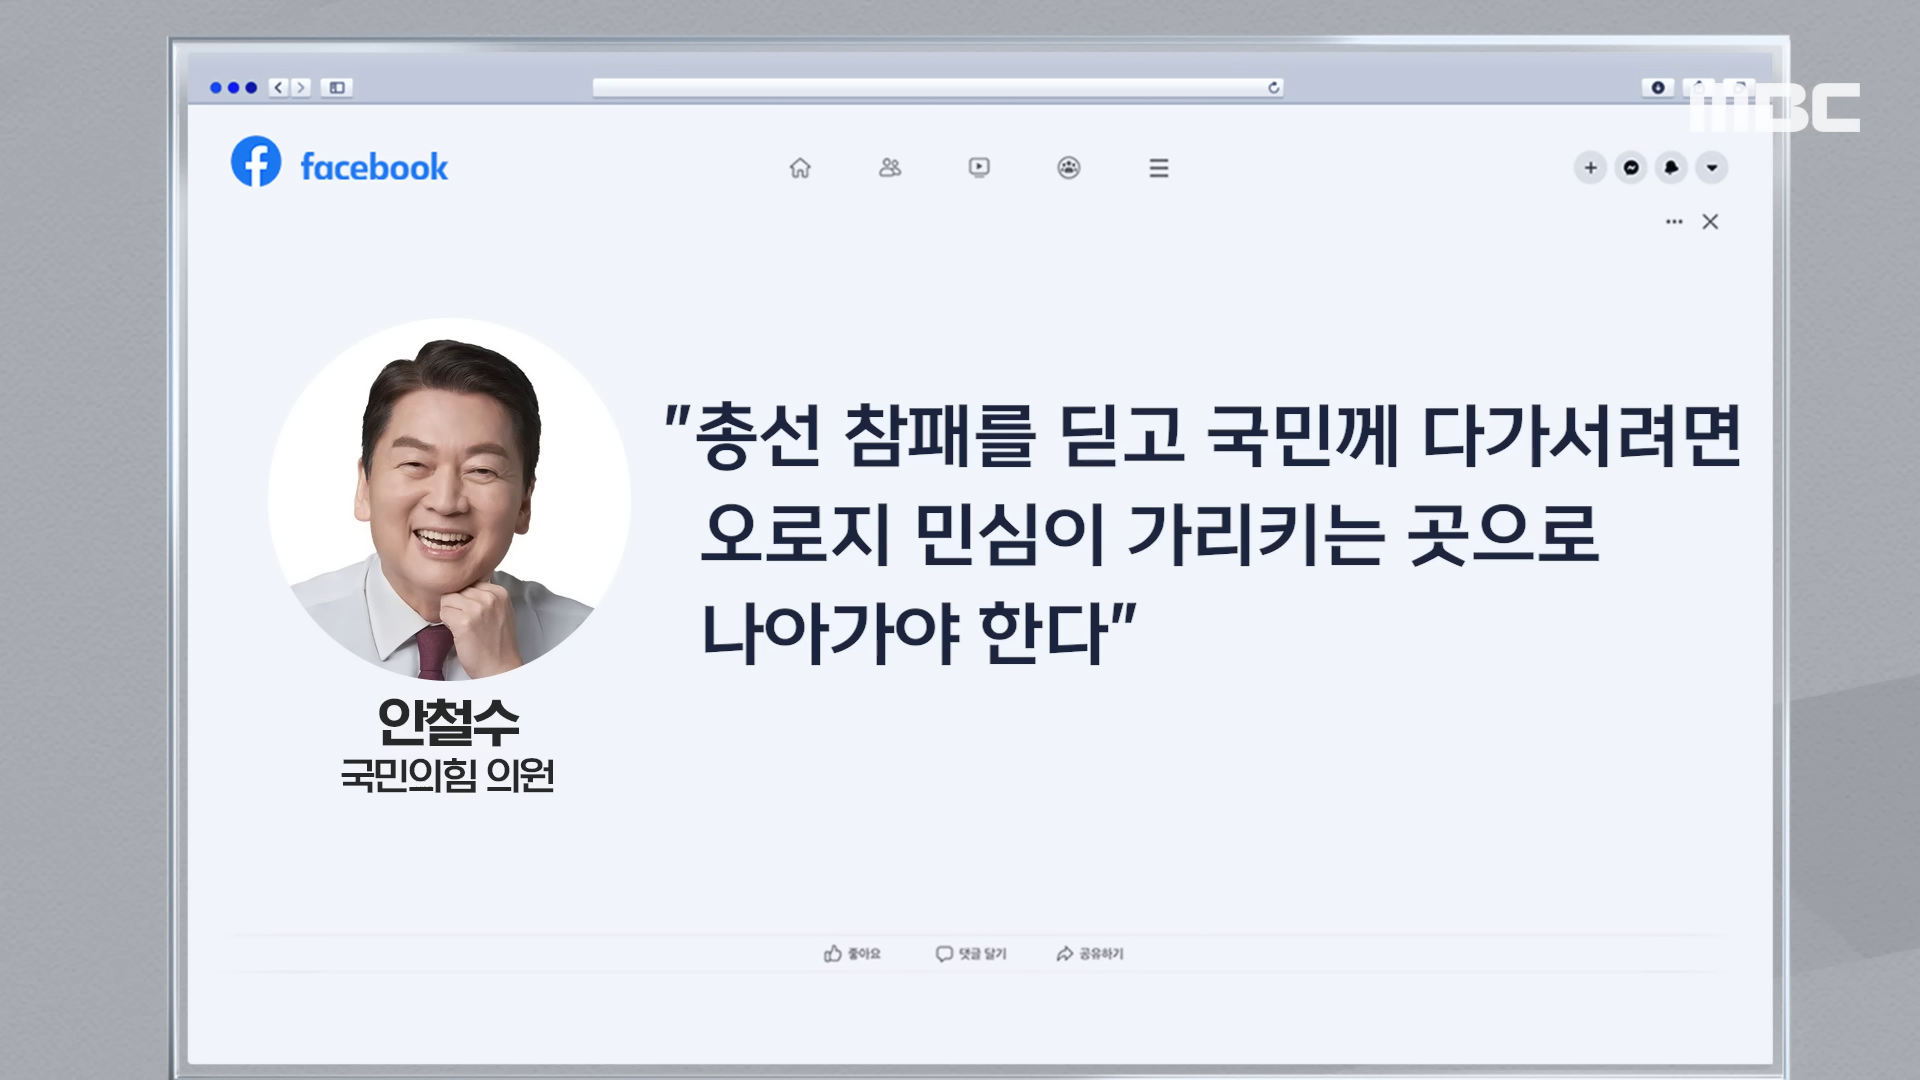 MBC
facebook
"총선 참패를 딛고 국민께 다가서려면
오로지 민심이 가리키는 곳으로
나아가야 한다"
안철수
국민의힘 의원
좋아요 댓글 달기 공유하기